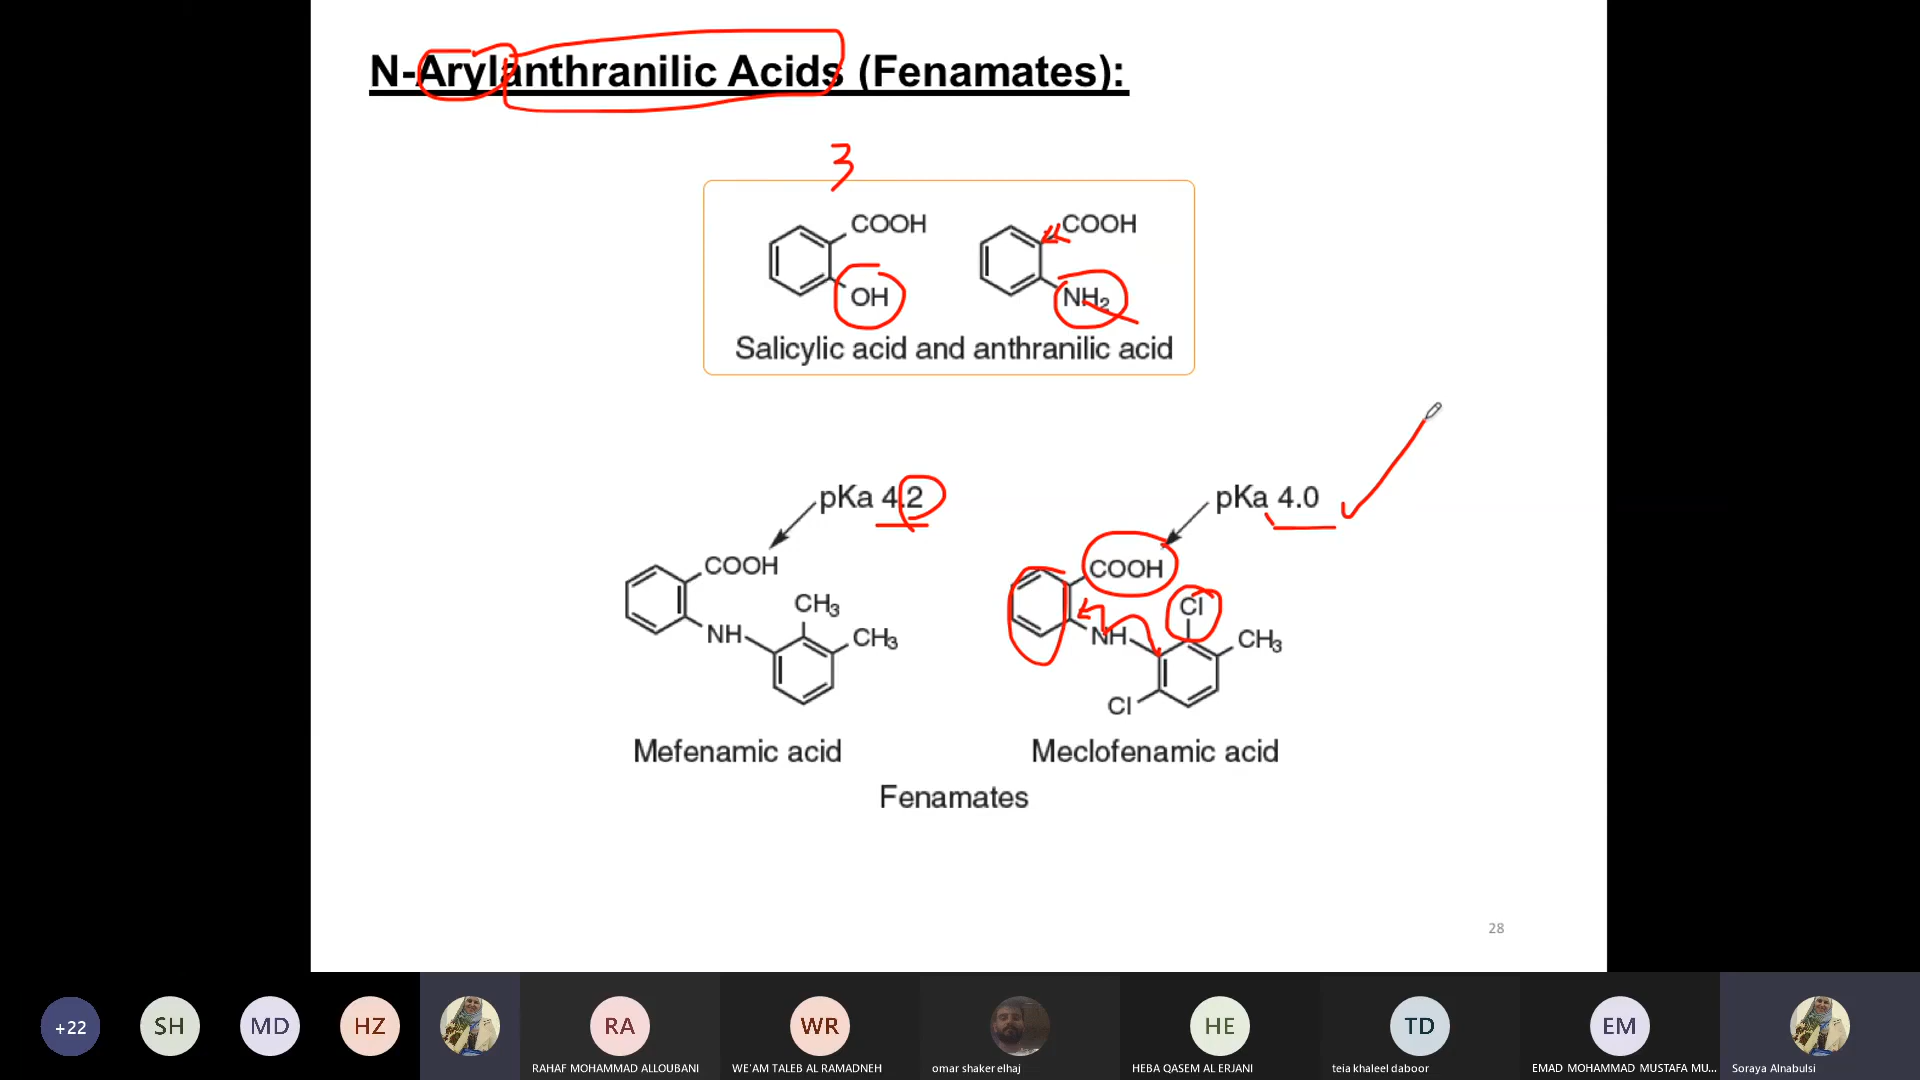 N-Arylanthranilic Acids (Fenamates):
3
COOH COOH
OH NH₂
Salicylic acid and anthranilic acid
pKa 4.2 pKa 4.0
COOH COOH
CH₃ Cl
NH CH₃ NH CH₃
Cl
Mefenamic acid Meclofenamic acid
Fenamates
28
+22 SH MD HZ RA WR HE TD EM
RAHAF MOHAMMAD ALLOUBANI WE'AM TALEB AL RAMADNEH omar shaker elhaj HEBA QASEM AL ERJANI teia khaleel daboor EMAD MOHAMMAD MUSTAFA MU... Soraya Alnabulsi